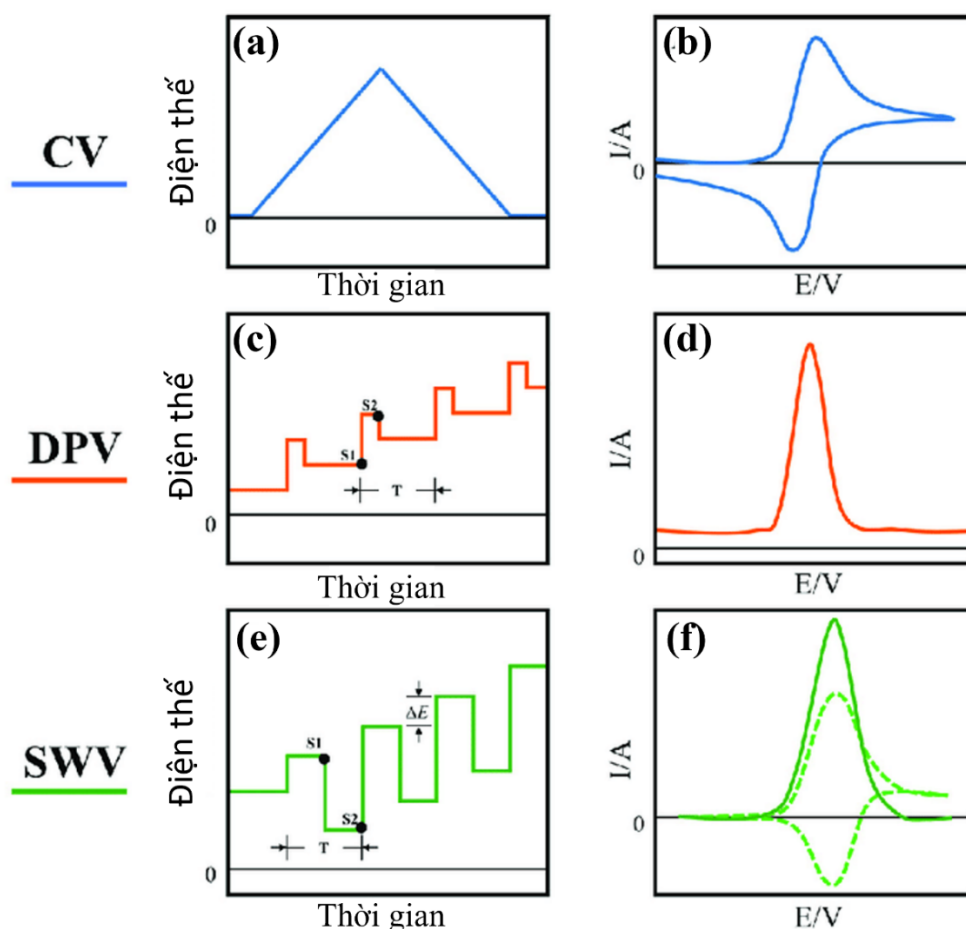 (a)
(b)
CV
Điện thế
0
Thời gian
I/A
0
E/V
(c)
(d)
DPV
Điện thế
S1
S2
T
0
Thời gian
I/A
0
E/V
(e)
(f)
SWV
Điện thế
S1
S2
ΔE
T
0
Thời gian
I/A
0
E/V